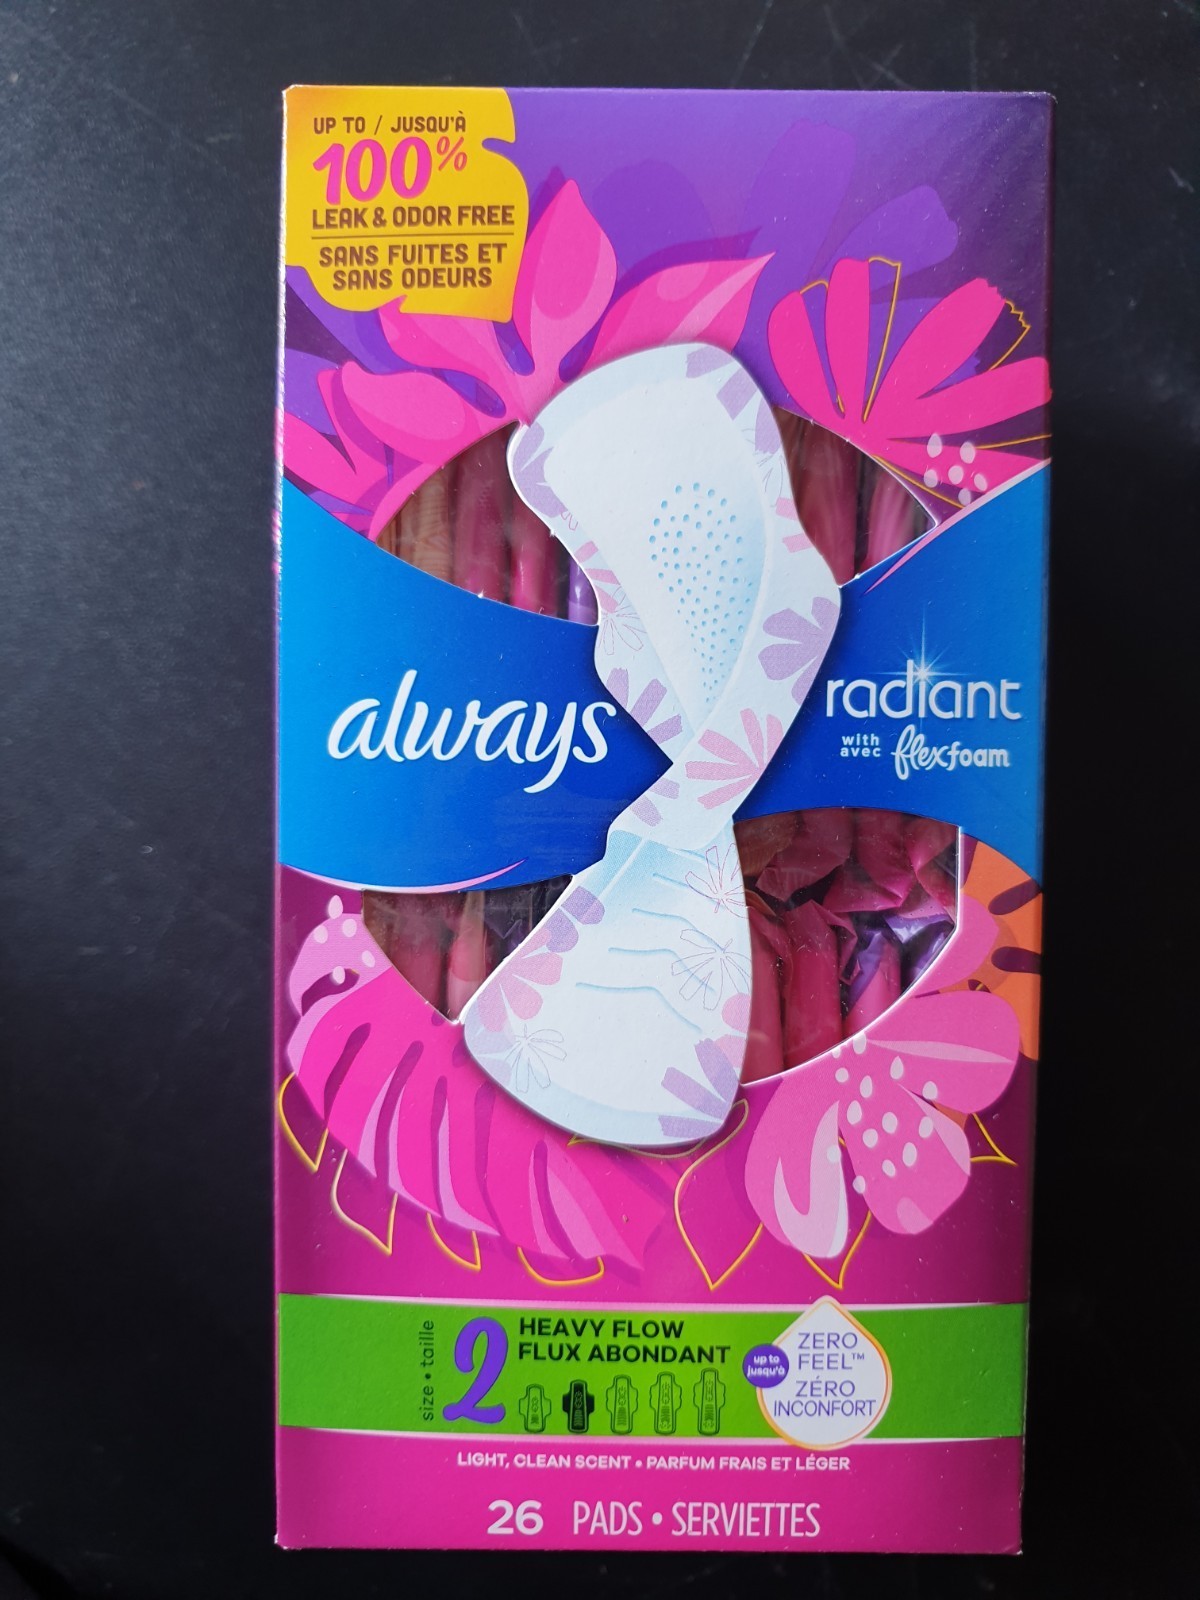 UP TO / JUSQU'À
100%
LEAK & ODOR FREE
SANS FUITES ET
SANS ODEURS
always
radiant
with
avec
flexfoam
size • taille
2
HEAVY FLOW
FLUX ABONDANT
up to
jusqu'à
ZERO
FEEL™
ZÉRO
INCONFORT
LIGHT, CLEAN SCENT • PARFUM FRAIS ET LÉGER
26 PADS • SERVIETTES